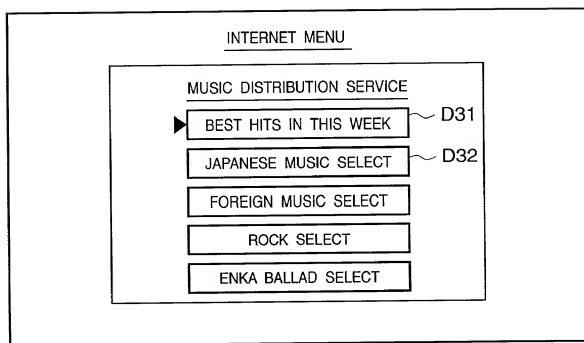 INTERNET MENU
MUSIC DISTRIBUTION SERVICE
BEST HITS IN THIS WEEK
D31
JAPANESE MUSIC SELECT
D32
FOREIGN MUSIC SELECT
ROCK SELECT
ENKA BALLAD SELECT